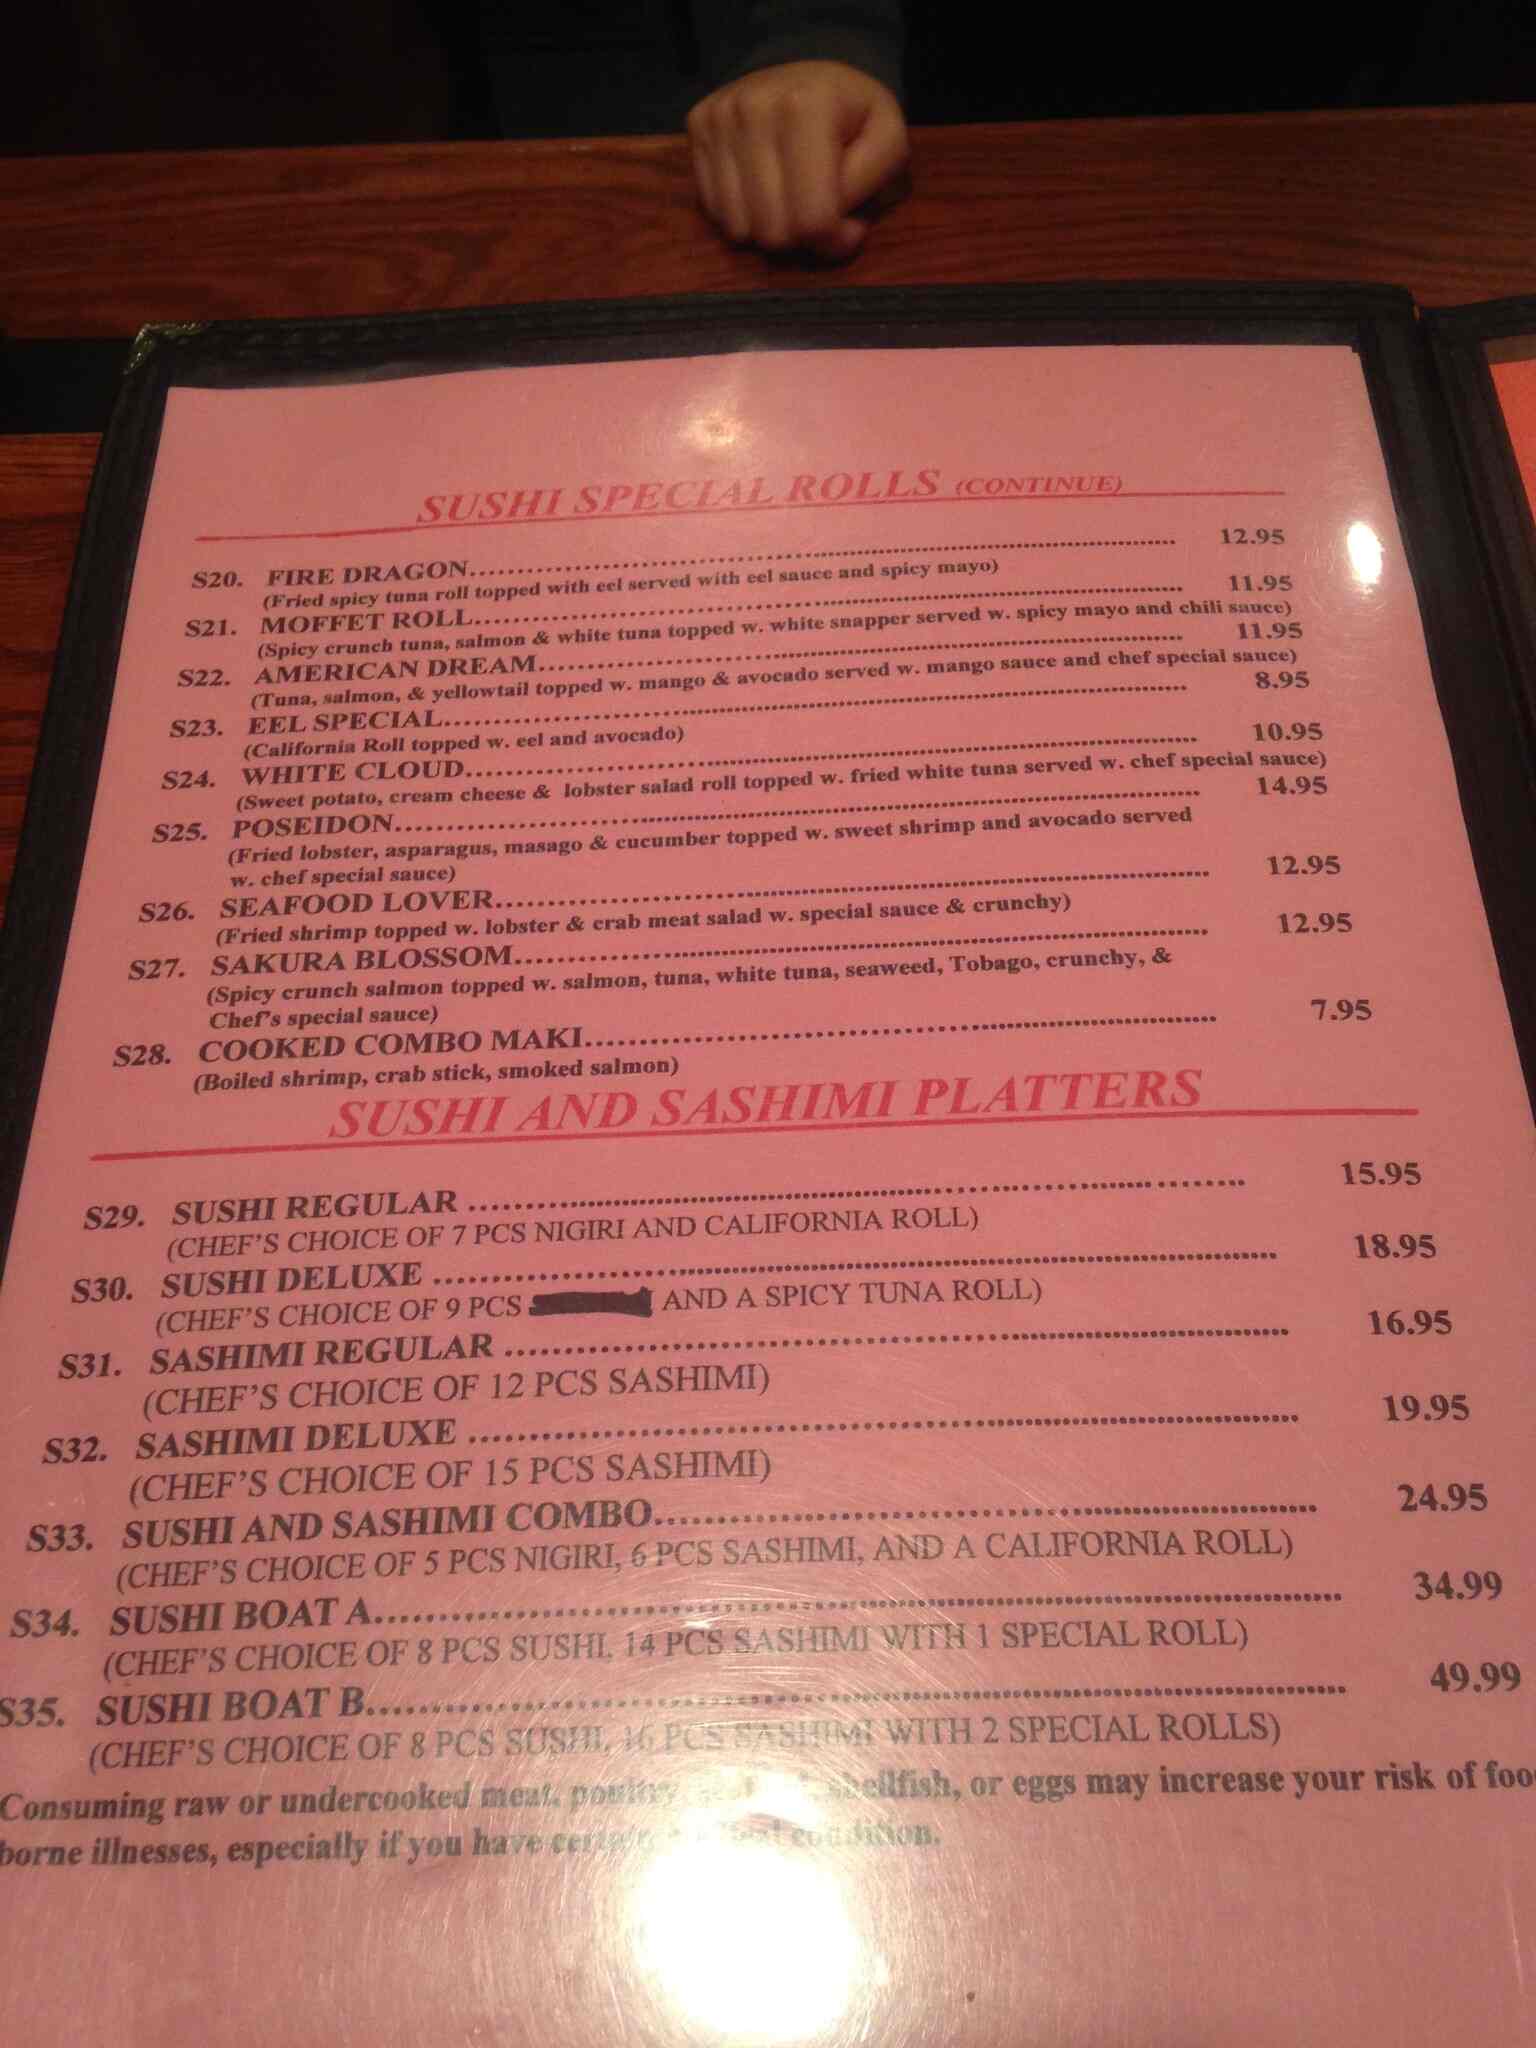 SUSHI SPECIAL ROLLS (CONTINUE)
S20. FIRE DRAGON 12.95
(Fried spicy tuna roll topped with eel served with eel sauce and spicy mayo)
S21. MOFFET ROLL 11.95
(Spicy crunch tuna, salmon & white tuna topped w. white snapper served w. spicy mayo and chili sauce)
S22. AMERICAN DREAM 11.95
(Tuna, salmon, & yellowtail topped w. mango & avocado served w. mango sauce and chef special sauce)
S23. EEL SPECIAL 8.95
(California Roll topped w. eel and avocado)
S24. WHITE CLOUD 10.95
(Sweet potato, cream cheese & lobster salad roll topped w. fried white tuna served w. chef special sauce)
S25. POSEIDON 14.95
(Fried lobster, asparagus, masago & cucumber topped w. sweet shrimp and avocado served
w. chef special sauce)
S26. SEAFOOD LOVER 12.95
(Fried shrimp topped w. lobster & crab meat salad w. special sauce & crunchy)
S27. SAKURA BLOSSOM 12.95
(Spicy crunch salmon topped w. salmon, tuna, white tuna, seaweed, Tobago, crunchy, &
Chef's special sauce)
S28. COOKED COMBO MAKI 7.95
(Boiled shrimp, crab stick, smoked salmon)
SUSHI AND SASHIMI PLATTERS
S29. SUSHI REGULAR 15.95
(CHEF'S CHOICE OF 7 PCS NIGIRI AND CALIFORNIA ROLL)
S30. SUSHI DELUXE 18.95
(CHEF'S CHOICE OF 9 PCS AND A SPICY TUNA ROLL)
S31. SASHIMI REGULAR 16.95
(CHEF'S CHOICE OF 12 PCS SASHIMI)
S32. SASHIMI DELUXE 19.95
(CHEF'S CHOICE OF 15 PCS SASHIMI)
S33. SUSHI AND SASHIMI COMBO 24.95
(CHEF'S CHOICE OF 5 PCS NIGIRI, 6 PCS SASHIMI, AND A CALIFORNIA ROLL)
S34. SUSHI BOAT A 34.99
(CHEF'S CHOICE OF 8 PCS SUSHI, 14 PCS SASHIMI WITH 1 SPECIAL ROLL)
S35. SUSHI BOAT B 49.99
(CHEF'S CHOICE OF 8 PCS SUSHI, 16 PCS SASHIMI WITH 2 SPECIAL ROLLS)
Consuming raw or undercooked meat, poultry shellfish, or eggs may increase your risk of
borne illnesses, especially if you have condition.